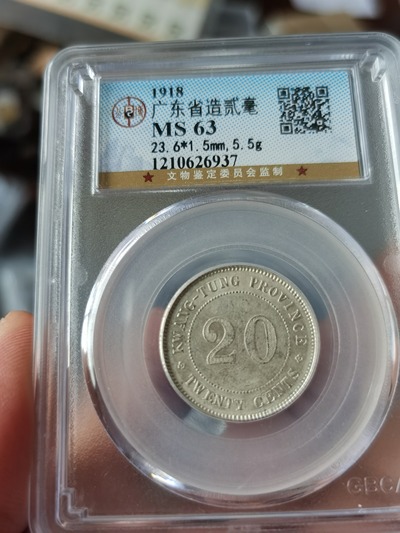 1918
广东省造贰毫
MS 63
23.6*1.5mm,5.5g
1210626937
★ 文物鉴定委员会监制 ★
KWANG-TUNG PROVINCE
20
TWENTY CENTS
GBCA